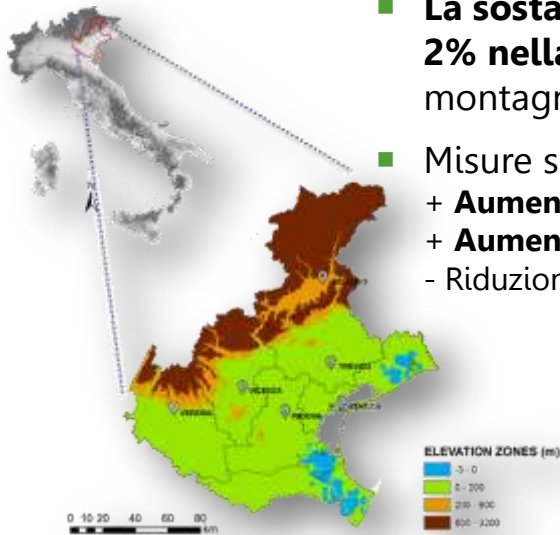 La sosta
2% nella
montagn
Misure s
+ Aumen
+ Aumen
- Riduzion
TREVISO
VICENZA
VERONA
PADOVA
VENEZIA
ELEVATION ZONES (m)
-3 - 0
0 - 200
200 - 600
600 - 3200
0 10 20 40 60 80
km